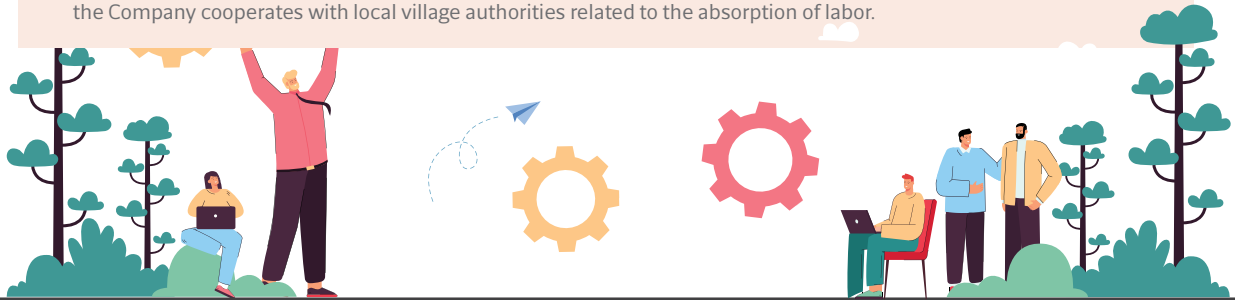 the Company cooperates with local village authorities related to the absorption of labor.